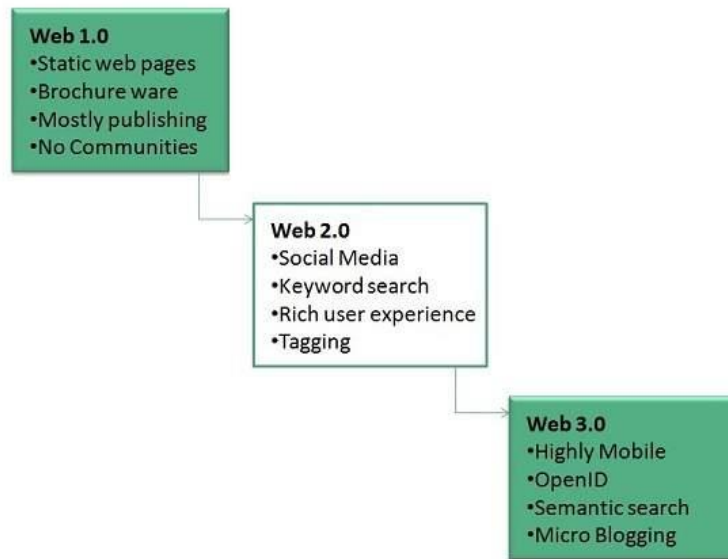 Web 1.0
•Static web pages
•Brochure ware
•Mostly publishing
•No Communities
Web 2.0
•Social Media
•Keyword search
•Rich user experience
•Tagging
Web 3.0
•Highly Mobile
•OpenID
•Semantic search
•Micro Blogging